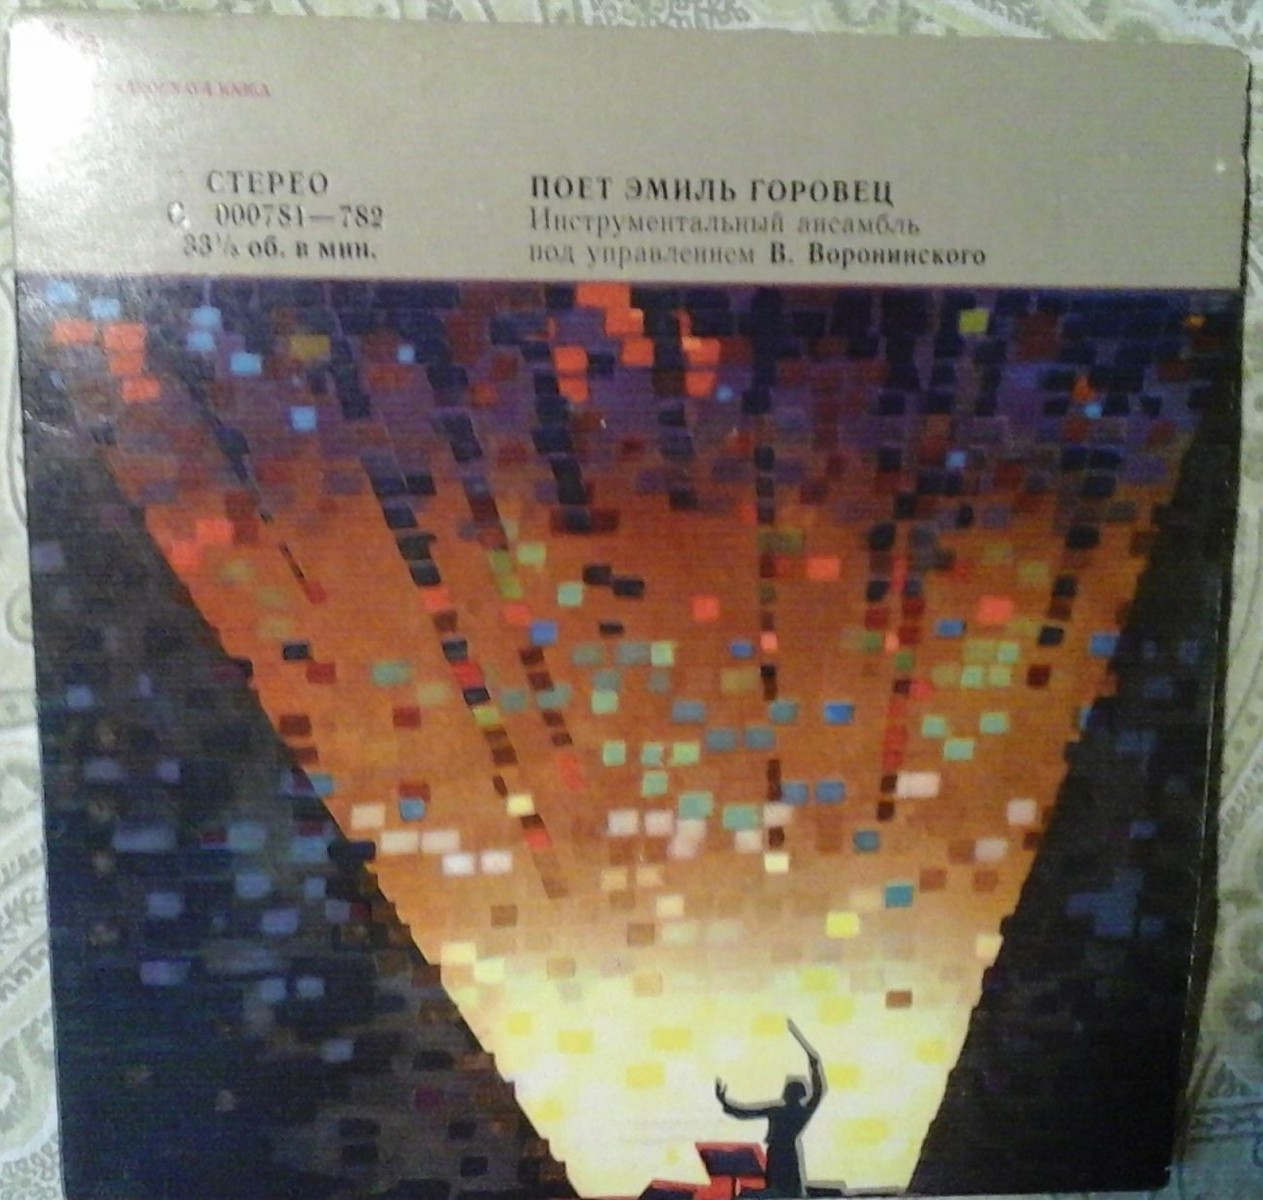 СТЕРЕО
С 000781—782
33⅓ об. в мин.
ПОЕТ ЭМИЛЬ ГОРОВЕЦ
Инструментальный ансамбль
под управлением В. Воронинского